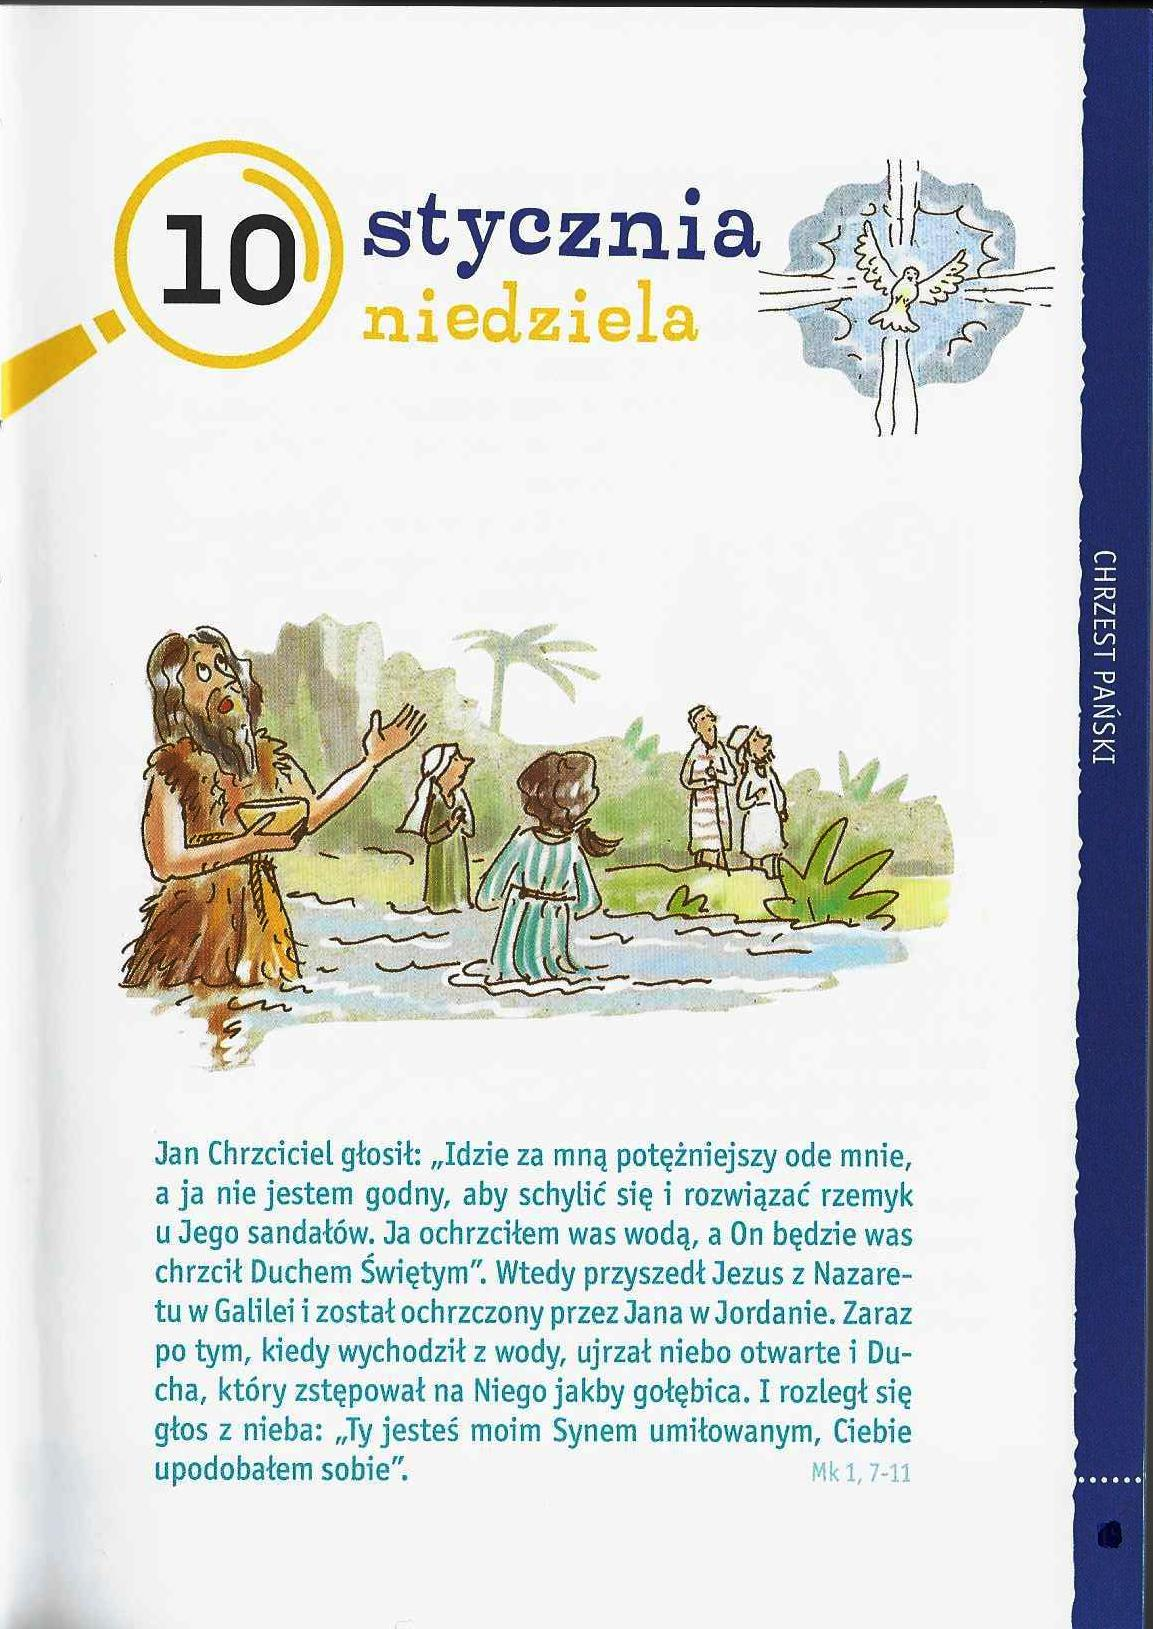 10
stycznia
niedziela
CHRZEST PAŃSKI
Jan Chrzciciel głosił: „Idzie za mną potężniejszy ode mnie,
a ja nie jestem godny, aby schylić się i rozwiązać rzemyk
u Jego sandałów. Ja ochrzciłem was wodą, a On będzie was
chrzcił Duchem Świętym”. Wtedy przyszedł Jezus z Nazare-
tu w Galilei i został ochrzczony przez Jana w Jordanie. Zaraz
po tym, kiedy wychodził z wody, ujrzał niebo otwarte i Du-
cha, który zstępował na Niego jakby gołębica. I rozległ się
głos z nieba: „Ty jesteś moim Synem umiłowanym, Ciebie
upodobałem sobie”.
Mk 1, 7-11